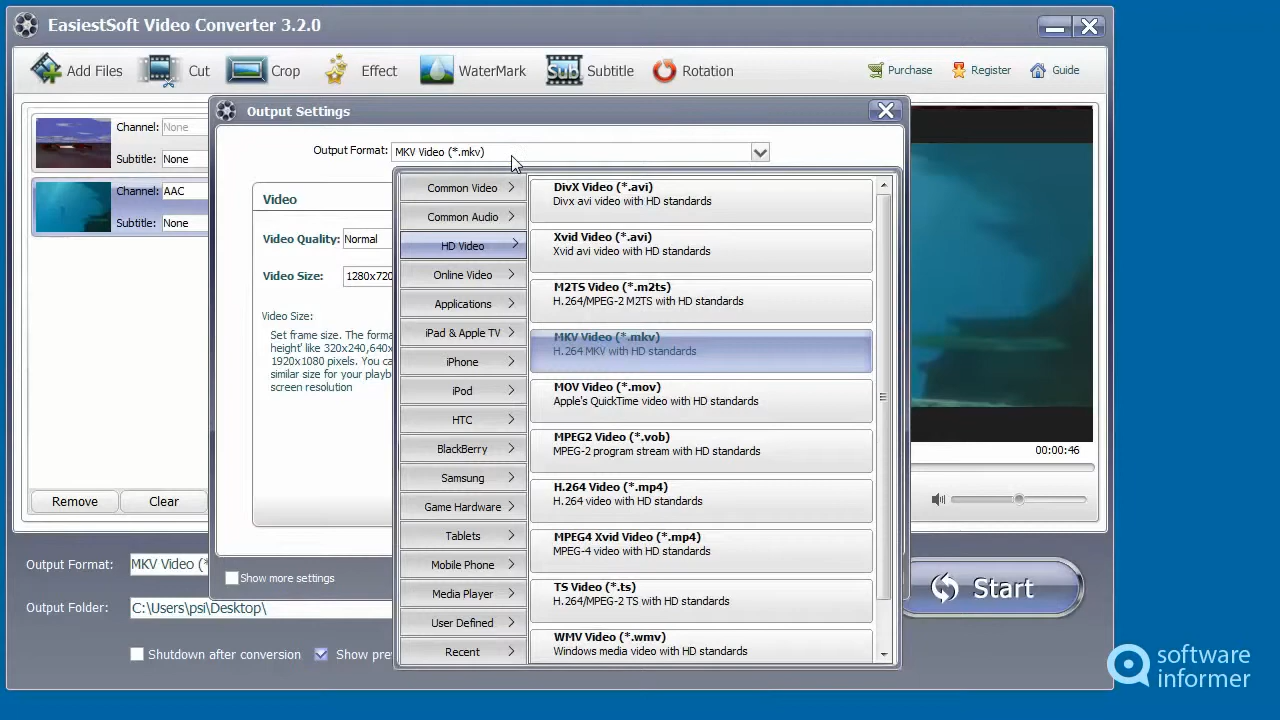 EasiestSoft Video Converter 3.2.0
Add Files
Cut
Crop
Effect
WaterMark
Sub
Subtitle
Rotation
Purchase
Register
Guide
Output Settings
Channel: None
Subtitle: None
Channel: AAC
Subtitle: None
Output Format: MKV Video (*.mkv)
Video
Video Quality: Normal
Video Size: 1280x720
Video Size:
Set frame size. The forma
height' like 320x240,640x
1920x1080 pixels. You ca
similar size for your playb
screen resolution
Common Video
Common Audio
HD Video
Online Video
Applications
iPad & Apple TV
iPhone
iPod
HTC
BlackBerry
Samsung
Game Hardware
Tablets
Mobile Phone
Media Player
User Defined
Recent
DivX Video (*.avi)
Divx avi video with HD standards
Xvid Video (*.avi)
Xvid avi video with HD standards
M2TS Video (*.m2ts)
H.264/MPEG-2 M2TS with HD standards
MKV Video (*.mkv)
H.264 MKV with HD standards
MOV Video (*.mov)
Apple's QuickTime video with HD standards
MPEG2 Video (*.vob)
MPEG-2 program stream with HD standards
H.264 Video (*.mp4)
H.264 video with HD standards
MPEG4 Xvid Video (*.mp4)
MPEG-4 video with HD standards
TS Video (*.ts)
H.264/MPEG-2 TS with HD standards
WMV Video (*.wmv)
Windows media video with HD standards
00:00:46
Remove
Clear
Show more settings
Output Format: MKV Video (*
Output Folder: C:\Users\psi\Desktop\
Shutdown after conversion
Show pre
Start
software
informer